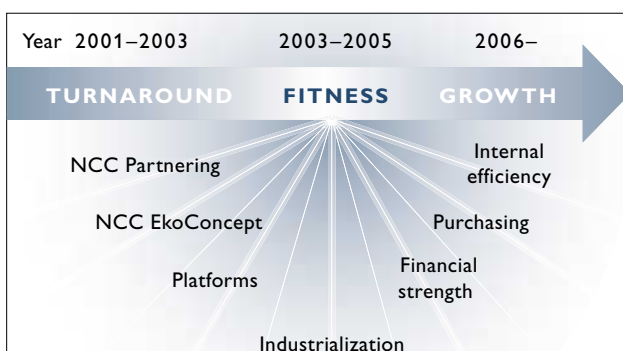 Year 2001–2003 2003–2005 2006–
TURNAROUND FITNESS GROWTH
NCC Partnering
Internal
efficiency
NCC EkoConcept
Purchasing
Platforms
Financial
strength
Industrialization